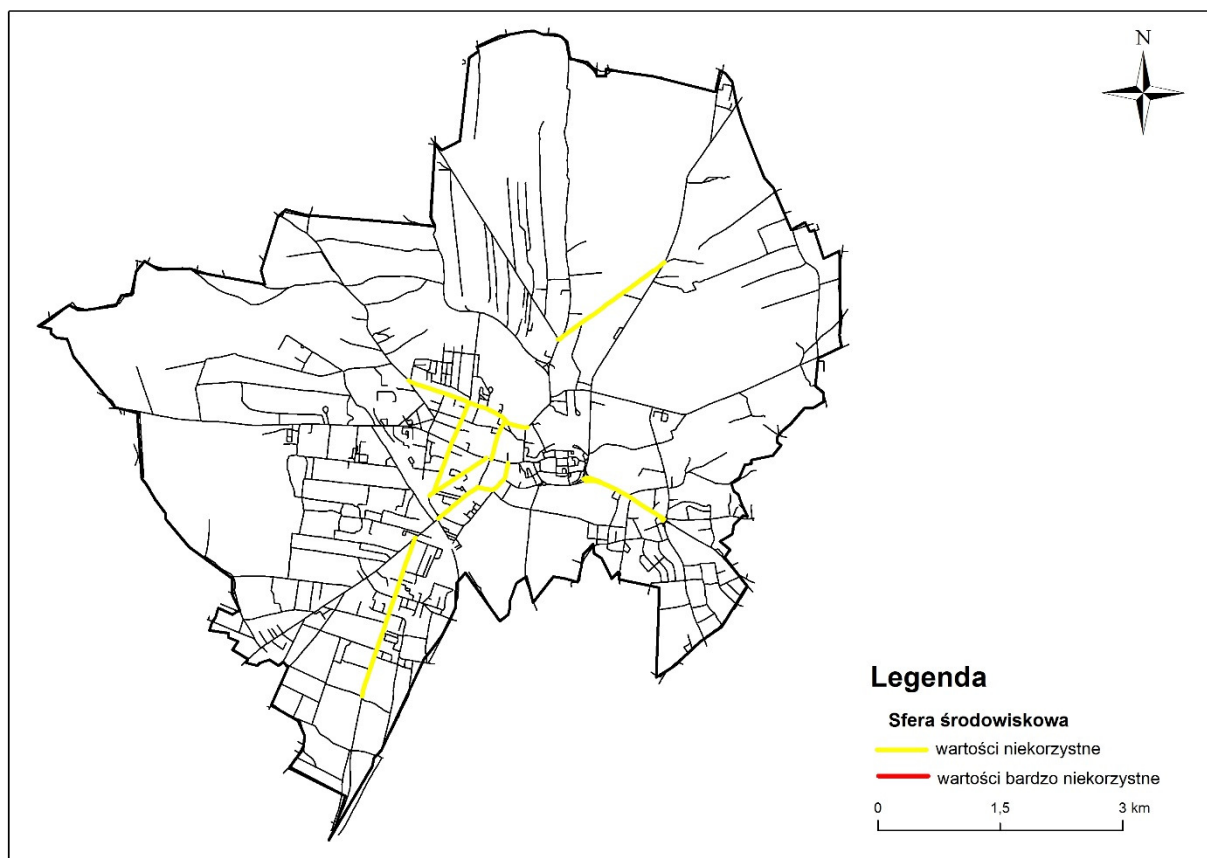 N
Legenda
Sfera środowiskowa
wartości niekorzystne
wartości bardzo niekorzystne
0 1,5 3 km